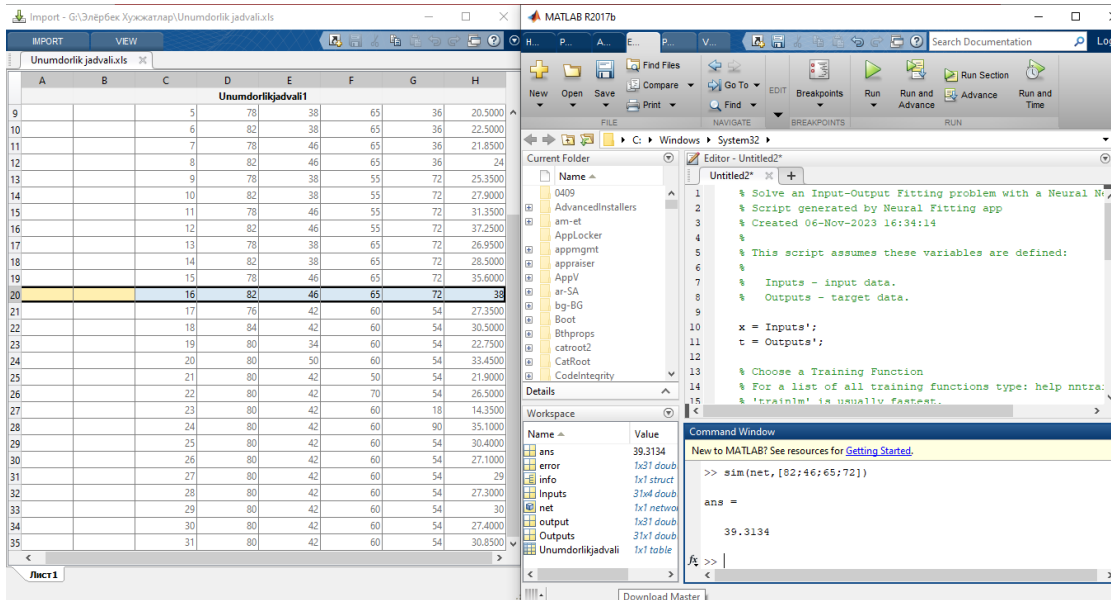 Import - G:\Элёрбек Хужжатлар\Unumdorlik jadvali.xls
IMPORT VIEW
Unumdorlik jadvali.xls
A B C D E F G H
Unumdorlikjadvali1
9 5 78 38 65 36 20.5000
10 6 82 38 65 36 22.5000
11 7 78 46 65 36 21.8500
12 8 82 46 65 36 24
13 9 78 38 55 72 25.3500
14 10 82 38 55 72 27.9000
15 11 78 46 55 72 31.3500
16 12 82 46 55 72 37.2500
17 13 78 38 65 72 26.9500
18 14 82 38 65 72 28.5000
19 15 78 46 65 72 35.6000
20 16 82 46 65 72 38
21 17 76 42 60 54 27.3500
22 18 84 42 60 54 30.5000
23 19 80 34 60 54 22.7500
24 20 80 50 60 54 33.4500
25 21 80 42 50 54 21.9000
26 22 80 42 70 54 26.5000
27 23 80 42 60 18 14.3500
28 24 80 42 60 90 35.1000
29 25 80 42 60 54 30.4000
30 26 80 42 60 54 27.1000
31 27 80 42 60 54 29
32 28 80 42 60 54 27.3000
33 29 80 42 60 54 30
34 30 80 42 60 54 27.4000
35 31 80 42 60 54 30.8500
Лист1
MATLAB R2017b
H... P... A... E... P... V... Search Documentation Log
New Open Save Find Files Compare Print
FILE
Go To Find
NAVIGATE
EDIT
Breakpoints
BREAKPOINTS
Run Run and Advance Run Section Advance Run and Time
RUN
C: Windows System32
Current Folder
Name
0409
AdvancedInstallers
am-et
AppLocker
appmgmt
appraiser
AppV
ar-SA
bg-BG
Boot
Bthprops
catroot2
CatRoot
CodeIntegrity
Details
Workspace
Name Value
ans 39.3134
error 1x31 doub
info 1x1 struct
Inputs 31x4 doub
net 1x1 networ
output 1x31 doub
Outputs 31x1 doub
Unumdorlikjadvali 1x1 table
Editor - Untitled2*
Untitled2*
1 % Solve an Input-Output Fitting problem with a Neural Ne
2 % Script generated by Neural Fitting app
3 % Created 06-Nov-2023 16:34:14
4 %
5 % This script assumes these variables are defined:
6 %
7 % Inputs - input data.
8 % Outputs - target data.
9
10 x = Inputs';
11 t = Outputs';
12
13 % Choose a Training Function
14 % For a list of all training functions type: help nntrai
15 % 'trainlm' is usually fastest.
Command Window
New to MATLAB? See resources for Getting Started.
>> sim(net,[82;46;65;72])
ans =
39.3134
fx >>
Download Master